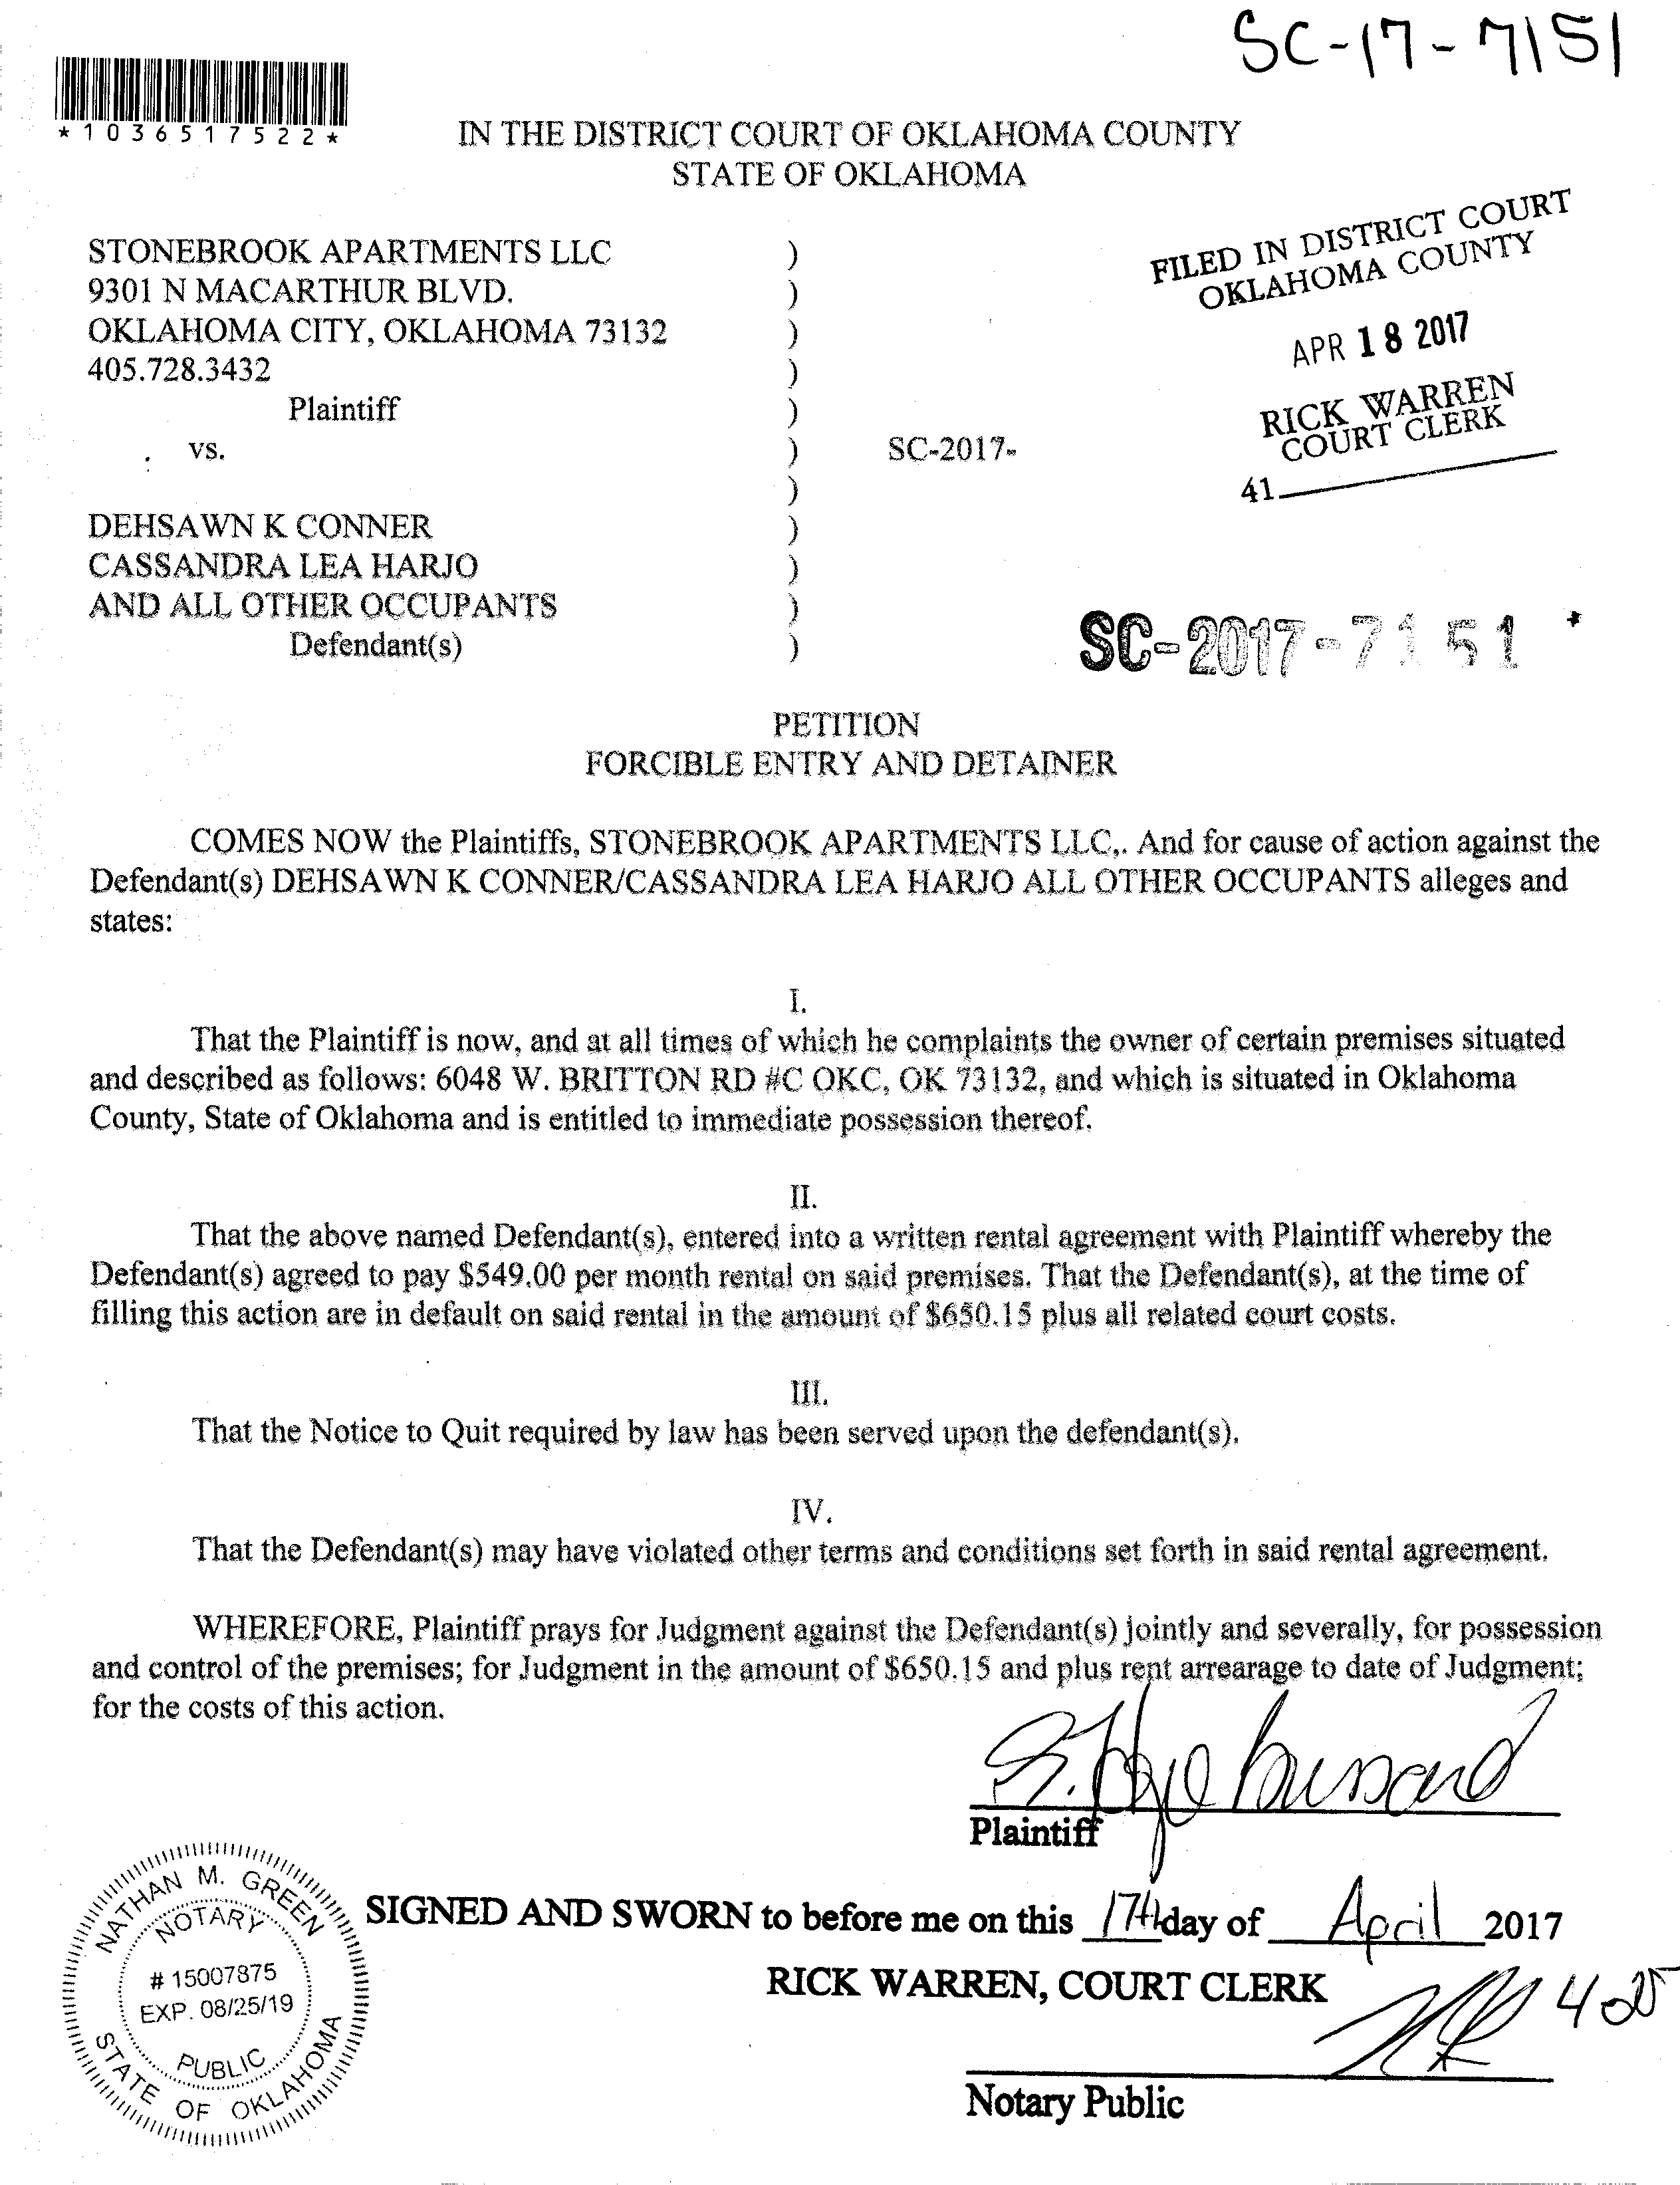 SC-17-7151
*1036517522*
IN THE DISTRICT COURT OF OKLAHOMA COUNTY
STATE OF OKLAHOMA
FILED IN DISTRICT COURT
OKLAHOMA COUNTY
APR 18 2017
RICK WARREN
COURT CLERK
41
STONEBROOK APARTMENTS LLC )
9301 N MACARTHUR BLVD. )
OKLAHOMA CITY, OKLAHOMA 73132 )
405.728.3432 )
Plaintiff )
vs. ) SC-2017-
)
DEHSAWN K CONNER )
CASSANDRA LEA HARJO )
AND ALL OTHER OCCUPANTS )
Defendant(s) )
SC-2017-7151
PETITION
FORCIBLE ENTRY AND DETAINER
COMES NOW the Plaintiffs, STONEBROOK APARTMENTS LLC,. And for cause of action against the
Defendant(s) DEHSAWN K CONNER/CASSANDRA LEA HARJO ALL OTHER OCCUPANTS alleges and
states:
I.
That the Plaintiff is now, and at all times of which he complaints the owner of certain premises situated
and described as follows: 6048 W. BRITTON RD #C OKC, OK 73132, and which is situated in Oklahoma
County, State of Oklahoma and is entitled to immediate possession thereof.
II.
That the above named Defendant(s), entered into a written rental agreement with Plaintiff whereby the
Defendant(s) agreed to pay $549.00 per month rental on said premises. That the Defendant(s), at the time of
filling this action are in default on said rental in the amount of $650.15 plus all related court costs.
III.
That the Notice to Quit required by law has been served upon the defendant(s).
IV.
That the Defendant(s) may have violated other terms and conditions set forth in said rental agreement.
WHEREFORE, Plaintiff prays for Judgment against the Defendant(s) jointly and severally, for possession
and control of the premises; for Judgment in the amount of $650.15 and plus rent arrearage to date of Judgment;
for the costs of this action.
Plaintiff
NATHAN M. GREEN
NOTARY
# 15007875
EXP. 08/25/19
PUBLIC
STATE OF OKLAHOMA
SIGNED AND SWORN to before me on this 17th day of April 2017
RICK WARREN, COURT CLERK
Notary Public